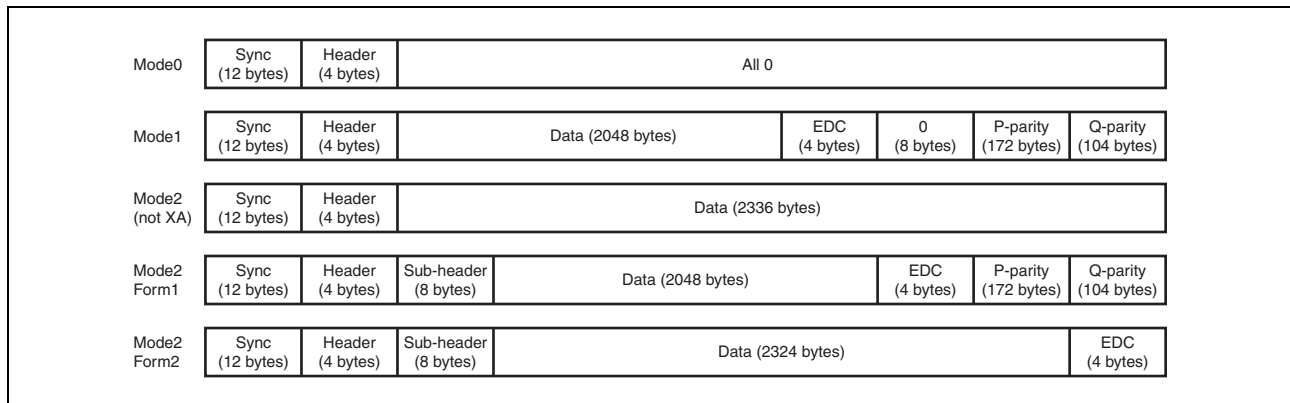 Mode0
Sync
(12 bytes)
Header
(4 bytes)
All 0
Mode1
Sync
(12 bytes)
Header
(4 bytes)
Data (2048 bytes)
EDC
(4 bytes)
0
(8 bytes)
P-parity
(172 bytes)
Q-parity
(104 bytes)
Mode2
(not XA)
Sync
(12 bytes)
Header
(4 bytes)
Data (2336 bytes)
Mode2
Form1
Sync
(12 bytes)
Header
(4 bytes)
Sub-header
(8 bytes)
Data (2048 bytes)
EDC
(4 bytes)
P-parity
(172 bytes)
Q-parity
(104 bytes)
Mode2
Form2
Sync
(12 bytes)
Header
(4 bytes)
Sub-header
(8 bytes)
Data (2324 bytes)
EDC
(4 bytes)